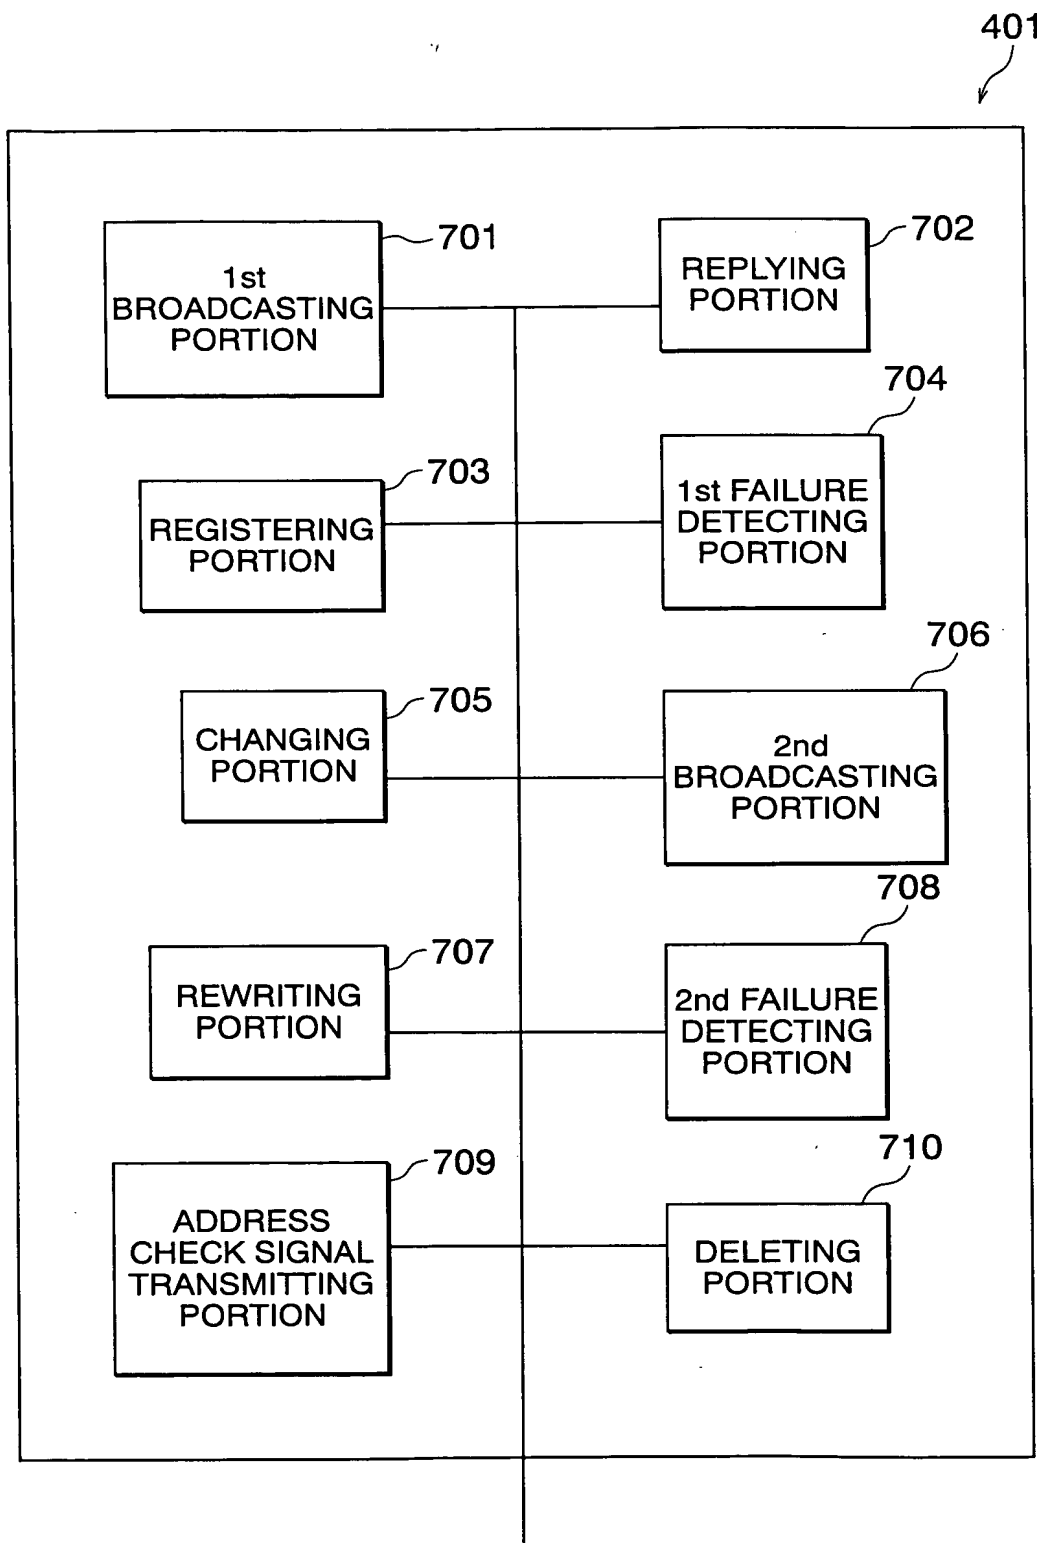 401
701
1st
BROADCASTING
PORTION
702
REPLYING
PORTION
703
REGISTERING
PORTION
704
1st FAILURE
DETECTING
PORTION
705
CHANGING
PORTION
706
2nd
BROADCASTING
PORTION
707
REWRITING
PORTION
708
2nd FAILURE
DETECTING
PORTION
709
ADDRESS
CHECK SIGNAL
TRANSMITTING
PORTION
710
DELETING
PORTION